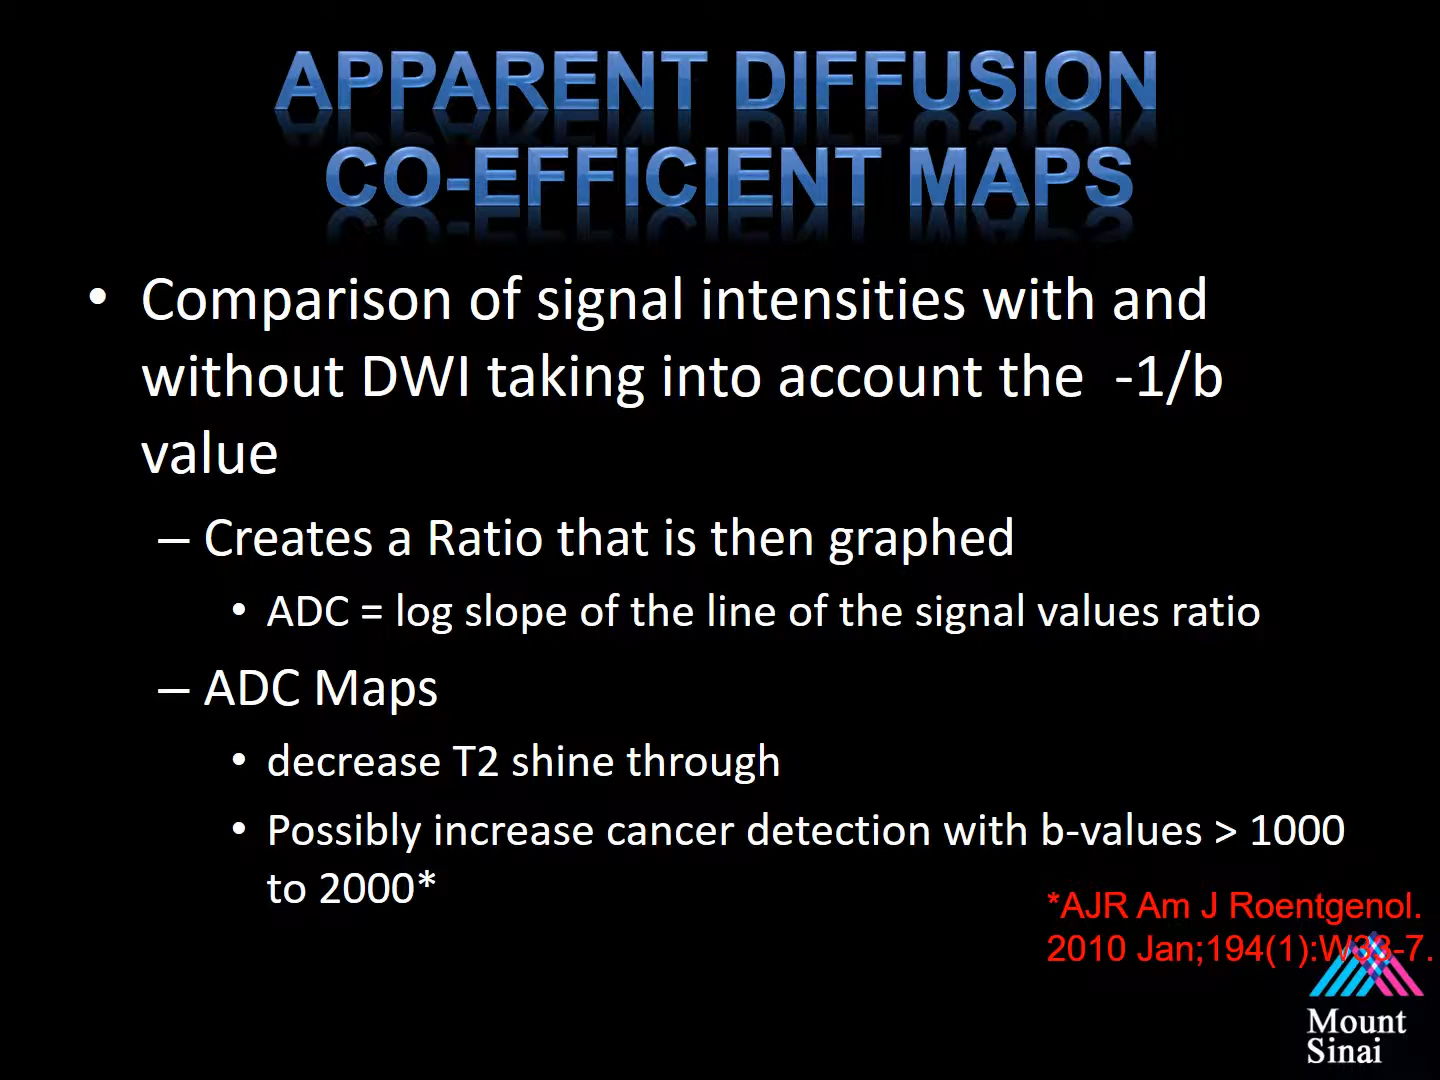 APPARENT DIFFUSION
CO-EFFICIENT MAPS
• Comparison of signal intensities with and
without DWI taking into account the -1/b
value
– Creates a Ratio that is then graphed
• ADC = log slope of the line of the signal values ratio
– ADC Maps
• decrease T2 shine through
• Possibly increase cancer detection with b-values > 1000
to 2000*
*AJR Am J Roentgenol.
2010 Jan;194(1):W33-7.
Mount
Sinai